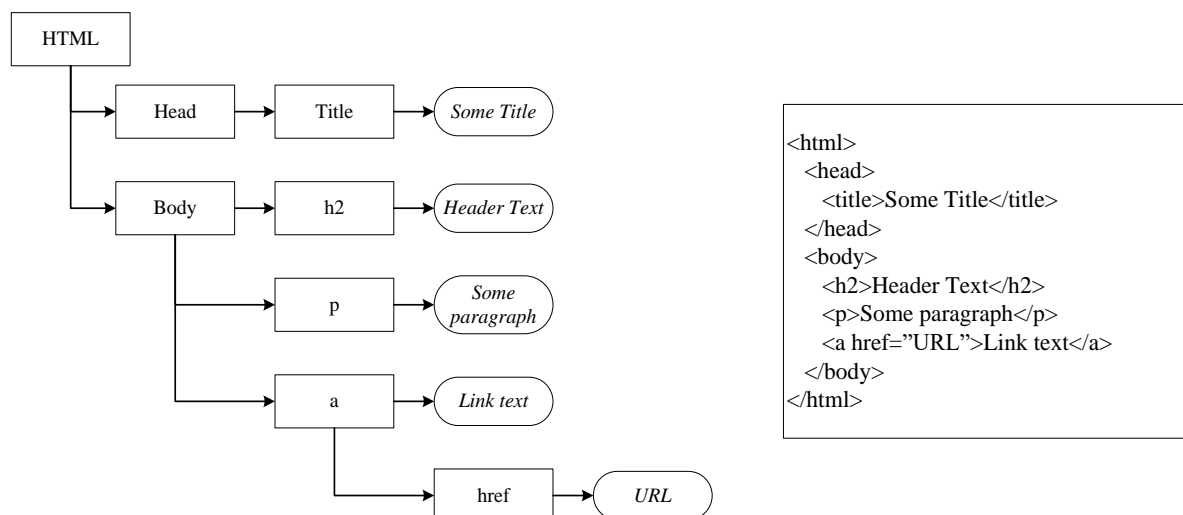 HTML
Head
Title
Some Title
Body
h2
Header Text
p
Some
paragraph
a
Link text
href
URL
<html>
<head>
<title>Some Title</title>
</head>
<body>
<h2>Header Text</h2>
<p>Some paragraph</p>
<a href=”URL”>Link text</a>
</body>
</html>